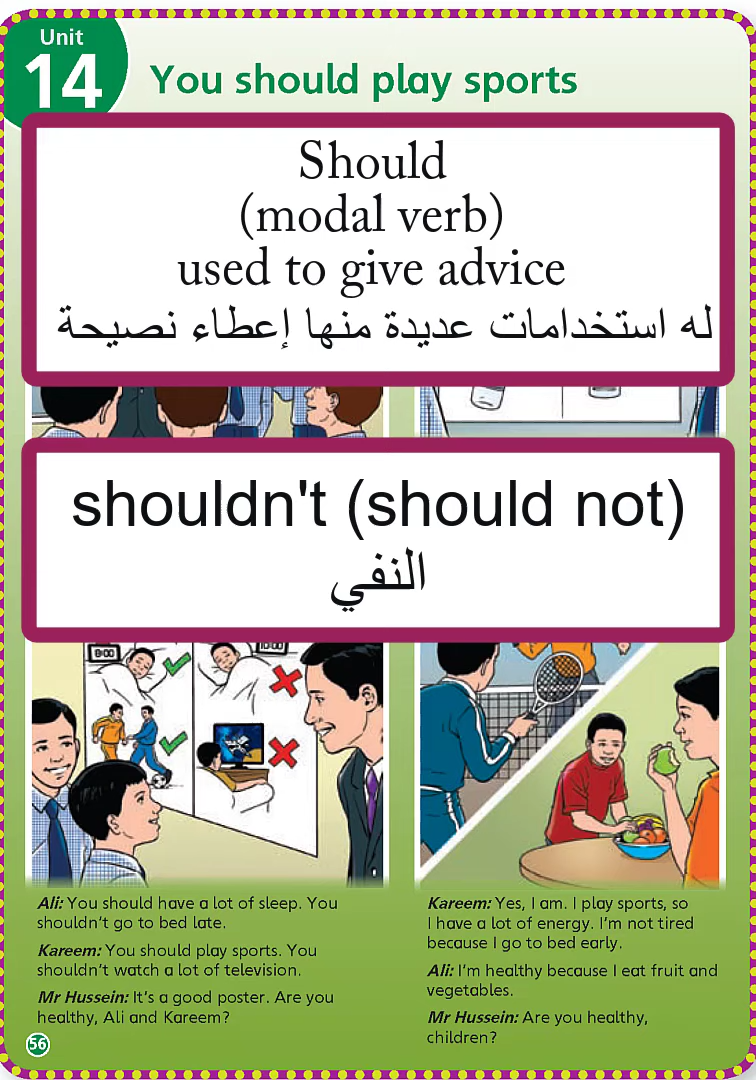 Unit
14
You should play sports
Should
(modal verb)
used to give advice
له استخدامات عديدة منها إعطاء نصيحة
shouldn't (should not)
النفي
8:00
Ali: You should have a lot of sleep. You
shouldn't go to bed late.
Kareem: You should play sports. You
shouldn't watch a lot of television.
Mr Hussein: It's a good poster. Are you
healthy, Ali and Kareem?
Kareem: Yes, I am. I play sports, so
I have a lot of energy. I'm not tired
because I go to bed early.
Ali: I'm healthy because I eat fruit and
vegetables.
Mr Hussein: Are you healthy,
children?
56